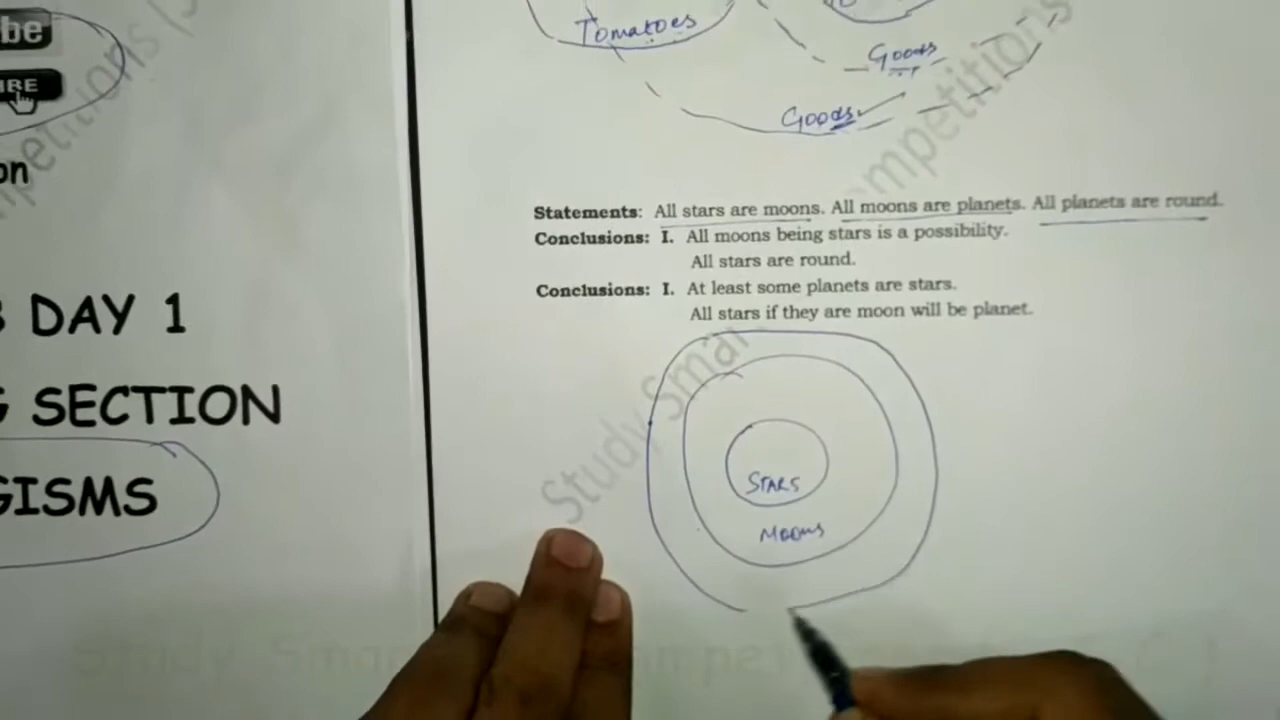 be
Tomatoes
Goods
Goods
Statements: All stars are moons. All moons are planets. All planets are round.
Conclusions: I. All moons being stars is a possibility.
All stars are round.
Conclusions: I. At least some planets are stars.
All stars if they are moon will be planet.
on
DAY 1
SECTION
GISMS
STARS
Moons
Study Smar